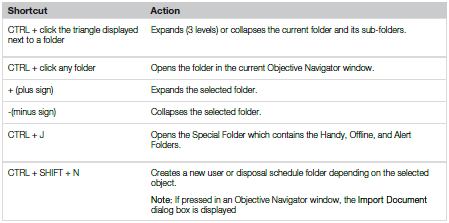 Shortcut Action
CTRL + click the triangle displayed Expands (3 levels) or collapses the current folder and its sub-folders.
next to a folder
CTRL + click any folder Opens the folder in the current Objective Navigator window.
+ (plus sign) Expands the selected folder.
-(minus sign) Collapses the selected folder.
CTRL + J Opens the Special Folder which contains the Handy, Offline, and Alert
Folders.
CTRL + SHIFT + N Creates a new user or disposal schedule folder depending on the selected
object.
Note: If pressed in an Objective Navigator window, the Import Document
dialog box is displayed